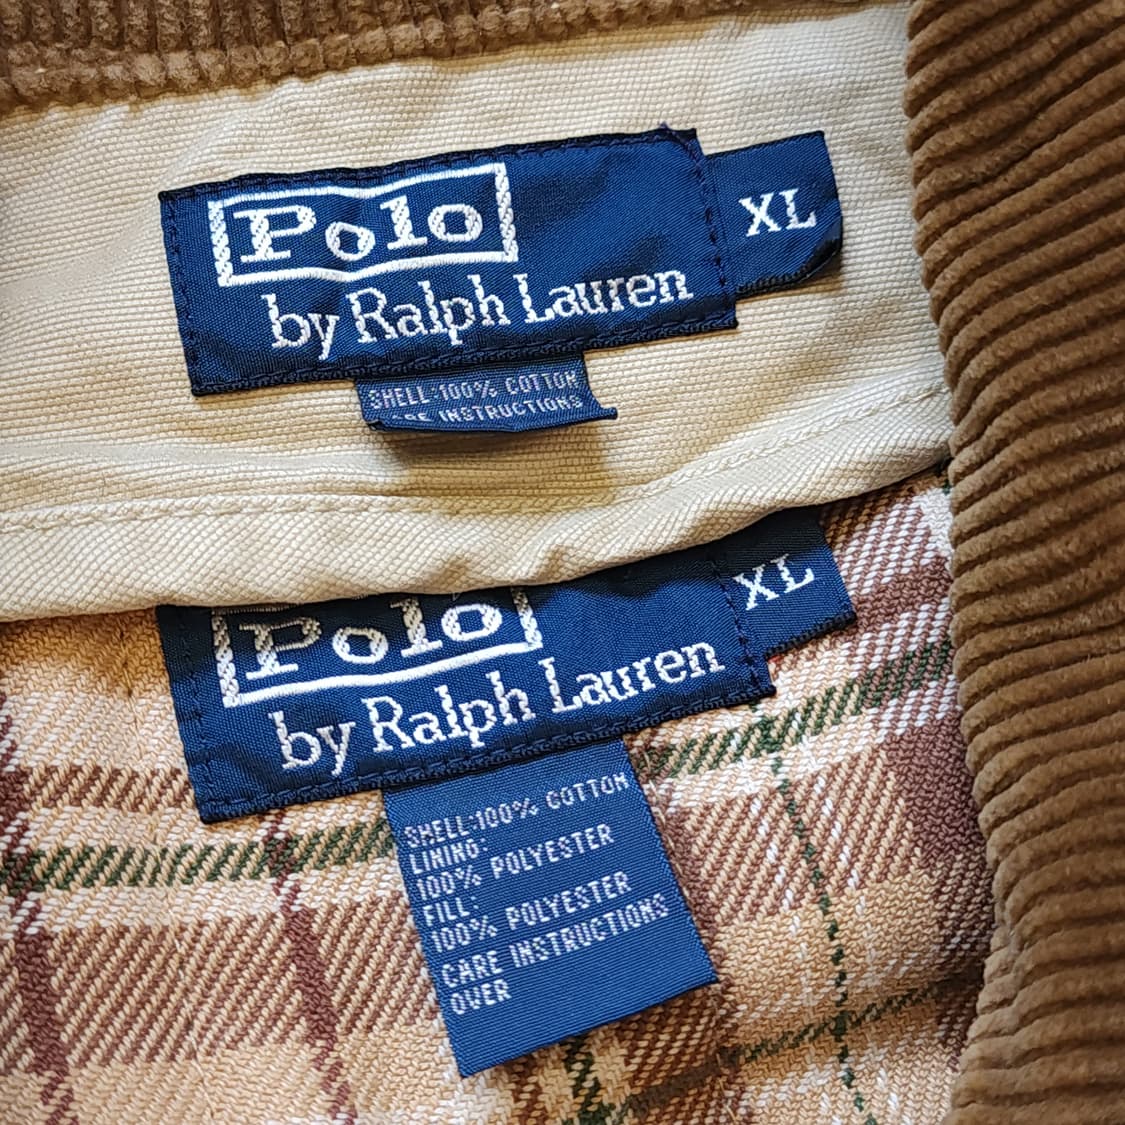 Polo
by Ralph Lauren
XL
SHELL:100% COTTON
CARE INSTRUCTIONS
Polo
by Ralph Lauren
XL
SHELL:100% COTTON
LINING:
100% POLYESTER
FILL:
100% POLYESTER
CARE INSTRUCTIONS
OVER